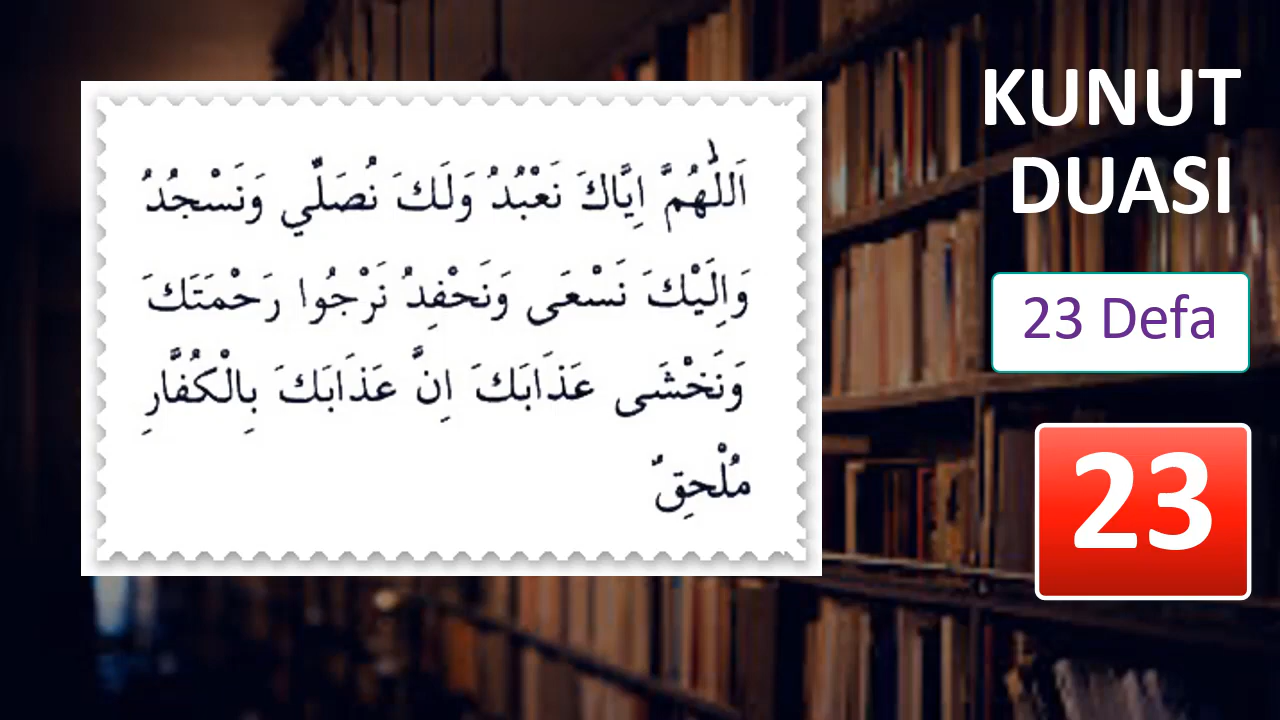 اَللّٰهُمَّ اِيَّاكَ نَعْبُدُ وَلَكَ نُصَلِّي وَنَسْجُدُ
وَاِلَيْكَ نَسْعَى وَنَحْفِدُ نَرْجُوا رَحْمَتَكَ
وَنَخْشَى عَذَابَكَ اِنَّ عَذَابَكَ بِالْكُفَّارِ
مُلْحِقٌ
KUNUT
DUASI
23 Defa
23